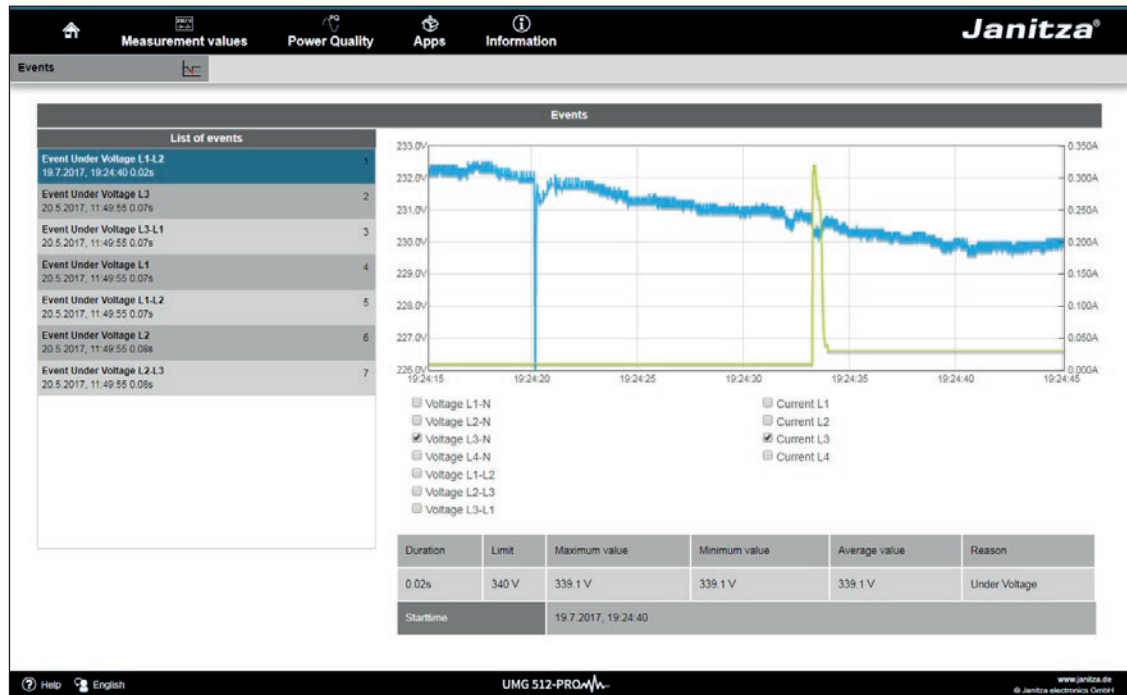 230.1 V
Measurement values
Power Quality
Apps
Information
Janitza®
Events
Events
List of events
Event Under Voltage L1-L2 1
19.7.2017, 19:24:40 0.02s
Event Under Voltage L3 2
20.5.2017, 11:49:55 0.07s
Event Under Voltage L3-L1 3
20.5.2017, 11:49:55 0.07s
Event Under Voltage L1 4
20.5.2017, 11:49:55 0.07s
Event Under Voltage L1-L2 5
20.5.2017, 11:49:55 0.07s
Event Under Voltage L2 6
20.5.2017, 11:49:55 0.08s
Event Under Voltage L2-L3 7
20.5.2017, 11:49:55 0.08s
233.0V 0.350A
232.0V 0.300A
231.0V 0.250A
230.0V 0.200A
229.0V 0.150A
228.0V 0.100A
227.0V 0.050A
226.0V 0.000A
19:24:15 19:24:20 19:24:25 19:24:30 19:24:35 19:24:40 19:24:45
Voltage L1-N Current L1
Voltage L2-N Current L2
Voltage L3-N Current L3
Voltage L4-N Current L4
Voltage L1-L2
Voltage L2-L3
Voltage L3-L1
Duration Limit Maximum value Minimum value Average value Reason
0.02s 340 V 339.1 V 339.1 V 339.1 V Under Voltage
Starttime 19.7.2017, 19:24:40
Help English UMG 512-PRO www.janitza.de
© Janitza electronics GmbH